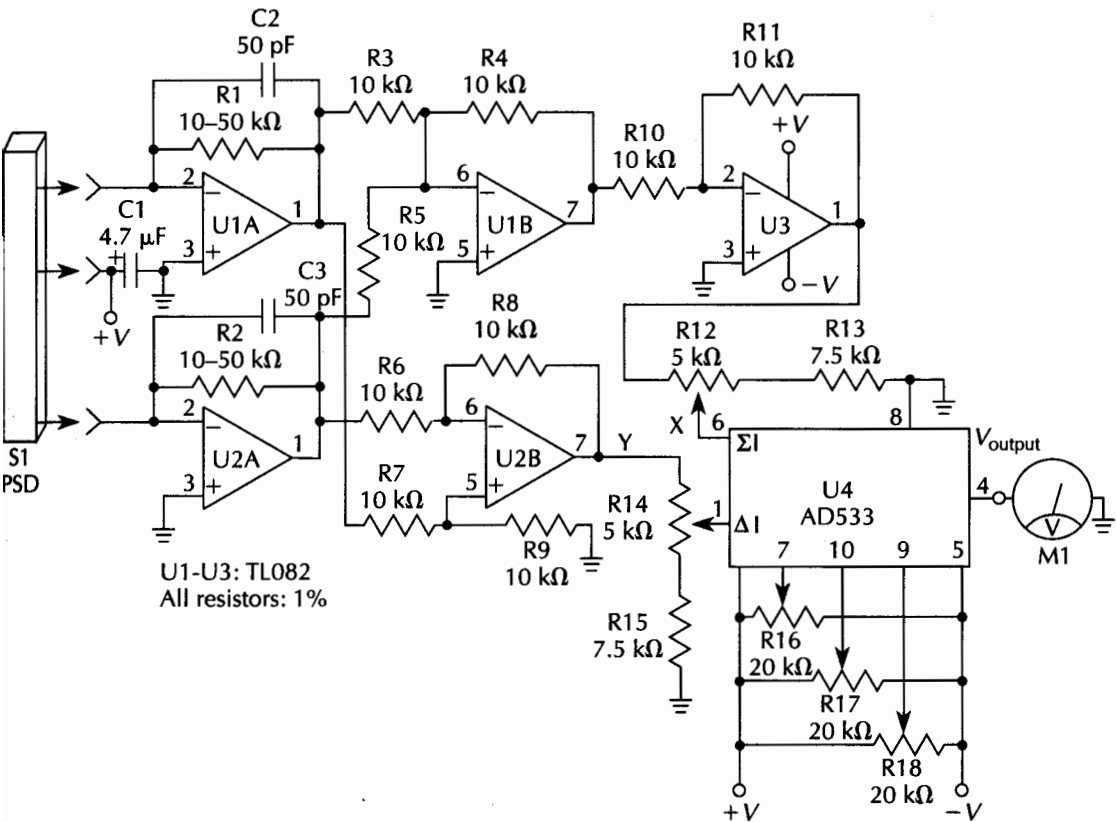 C2
50 pF
R1
10–50 kΩ
R3
10 kΩ
R4
10 kΩ
R11
10 kΩ
+V
R10
10 kΩ
2
−
1
U1A
3
+
C1
4.7 µF
+
+V
R5
10 kΩ
6
−
7
U1B
5
+
2
−
1
U3
3
+
−V
C3
50 pF
R2
10–50 kΩ
R8
10 kΩ
R12
5 kΩ
R13
7.5 kΩ
R6
10 kΩ
2
−
1
U2A
3
+
S1
PSD
6
−
7
U2B
5
+
Y
X
6
8
ΣI
Voutput
R7
10 kΩ
R9
10 kΩ
R14
5 kΩ
1
ΔI
U4
AD533
4
V
M1
7
10
9
5
U1-U3: TL082
All resistors: 1%
R15
7.5 kΩ
R16
20 kΩ
R17
20 kΩ
R18
20 kΩ
+V
−V